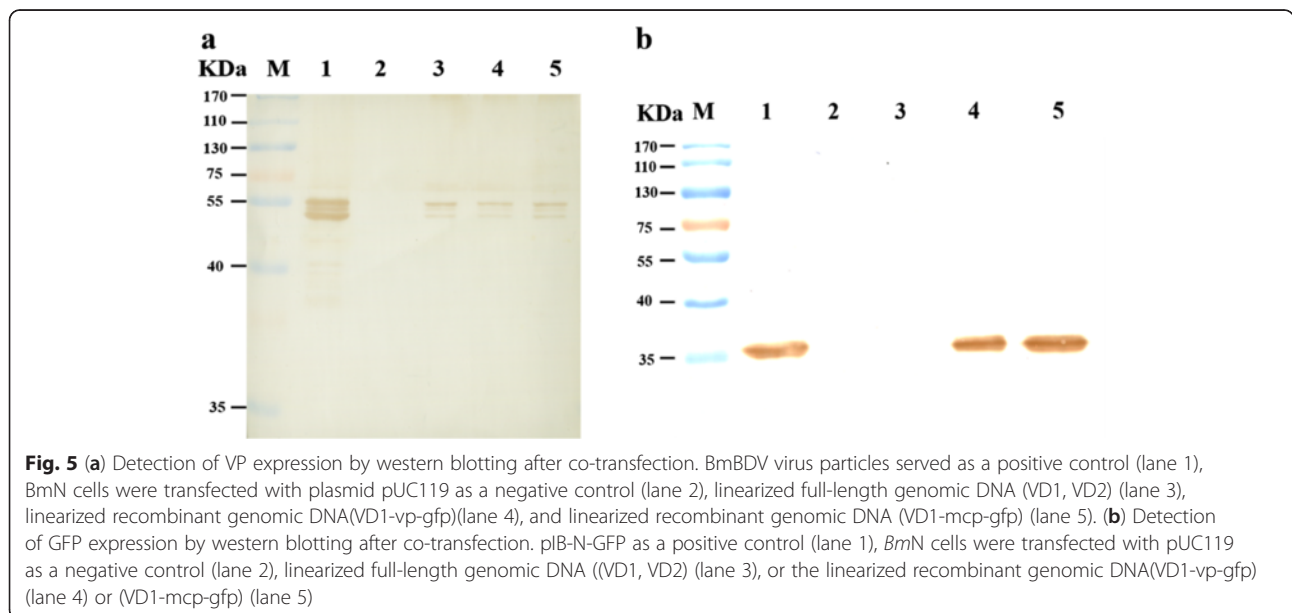 a
KDa M 1 2 3 4 5
170
110
130
75
55
40
35
b
KDa M 1 2 3 4 5
170
110
130
75
55
40
35
Fig. 5 (a) Detection of VP expression by western blotting after co-transfection. BmBDV virus particles served as a positive control (lane 1),
BmN cells were transfected with plasmid pUC119 as a negative control (lane 2), linearized full-length genomic DNA (VD1, VD2) (lane 3),
linearized recombinant genomic DNA(VD1-vp-gfp)(lane 4), and linearized recombinant genomic DNA (VD1-mcp-gfp) (lane 5). (b) Detection
of GFP expression by western blotting after co-transfection. pIB-N-GFP as a positive control (lane 1), BmN cells were transfected with pUC119
as a negative control (lane 2), linearized full-length genomic DNA ((VD1, VD2) (lane 3), or the linearized recombinant genomic DNA(VD1-vp-gfp)
(lane 4) or (VD1-mcp-gfp) (lane 5)